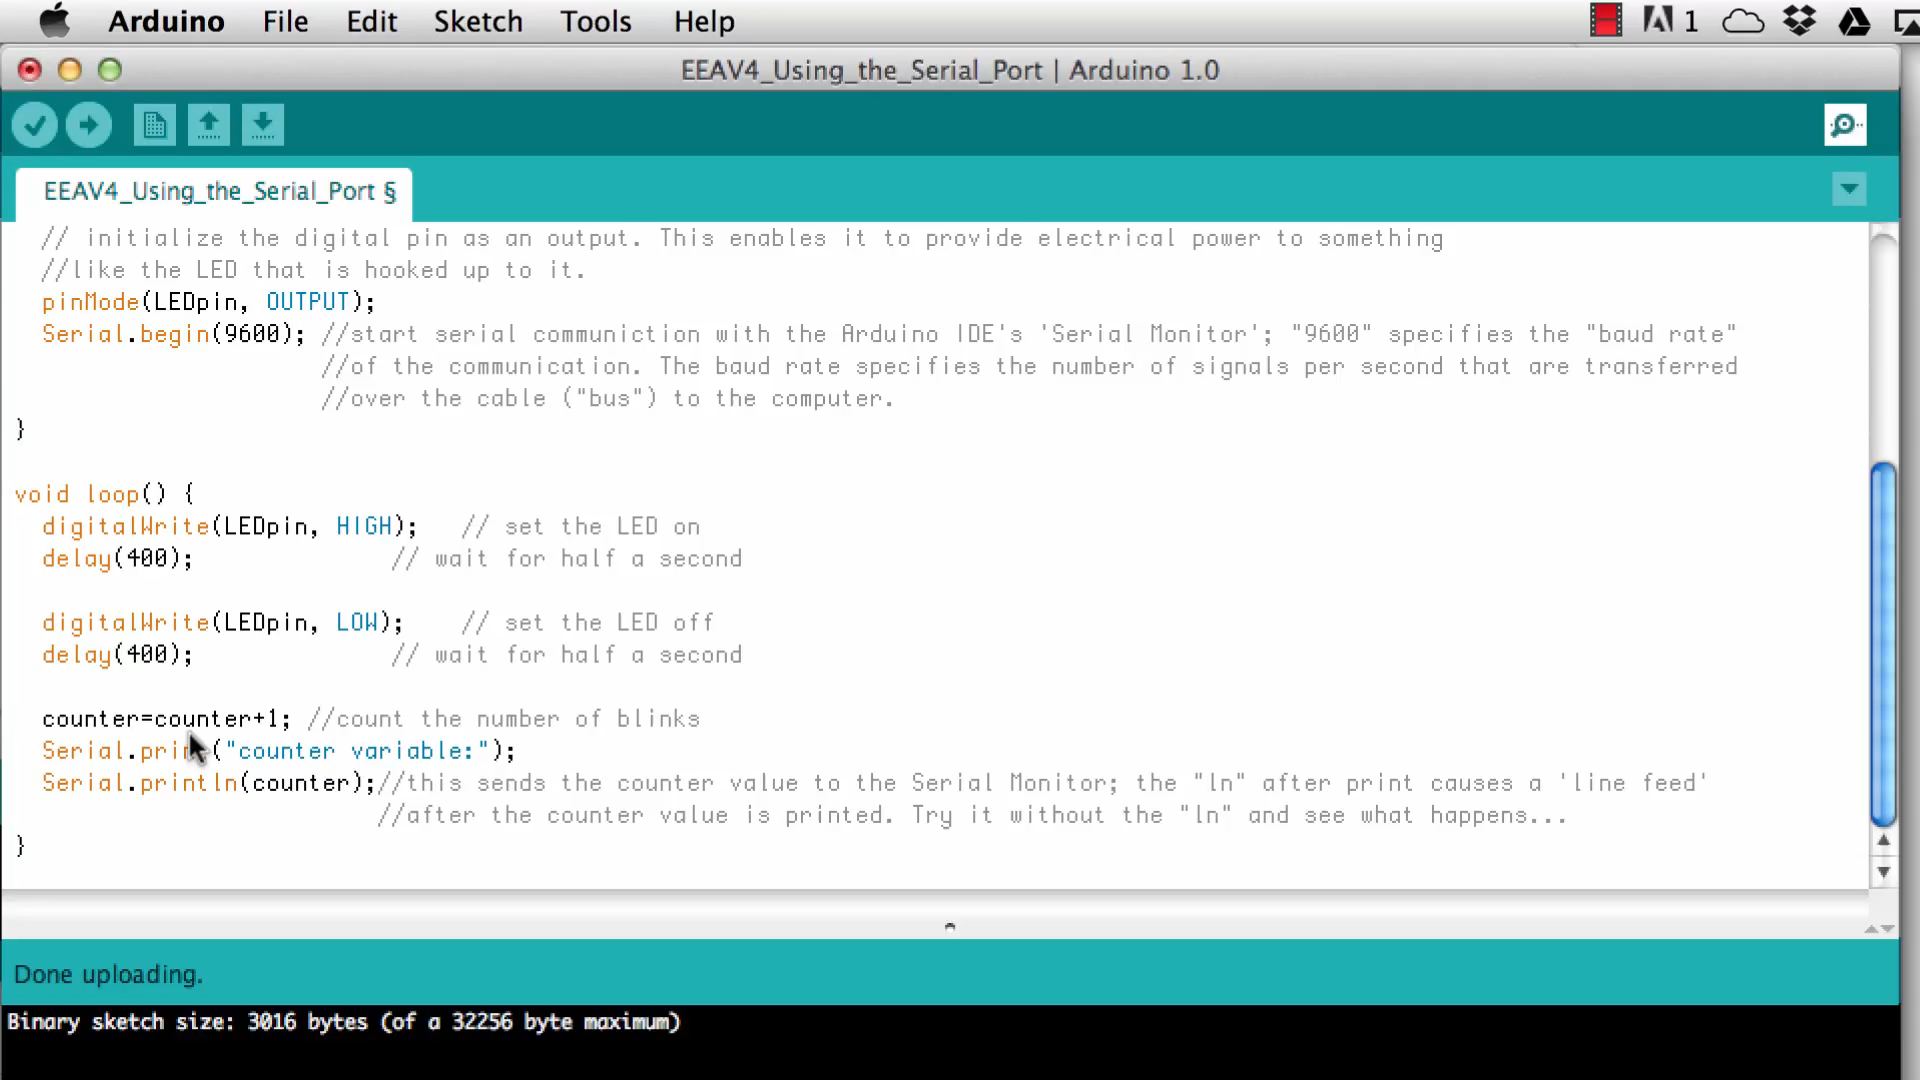 Arduino File Edit Sketch Tools Help 1
EEAV4_Using_the_Serial_Port | Arduino 1.0
EEAV4_Using_the_Serial_Port §
// initialize the digital pin as an output. This enables it to provide electrical power to something
//like the LED that is hooked up to it.
pinMode(LEDpin, OUTPUT);
Serial.begin(9600); //start serial communiction with the Arduino IDE's 'Serial Monitor'; "9600" specifies the "baud rate"
//of the communication. The baud rate specifies the number of signals per second that are transferred
//over the cable ("bus") to the computer.
}
void loop() {
digitalWrite(LEDpin, HIGH); // set the LED on
delay(400); // wait for half a second
digitalWrite(LEDpin, LOW); // set the LED off
delay(400); // wait for half a second
counter=counter+1; //count the number of blinks
Serial.print("counter variable:");
Serial.println(counter);//this sends the counter value to the Serial Monitor; the "ln" after print causes a 'line feed'
//after the counter value is printed. Try it without the "ln" and see what happens...
}
Done uploading.
Binary sketch size: 3016 bytes (of a 32256 byte maximum)